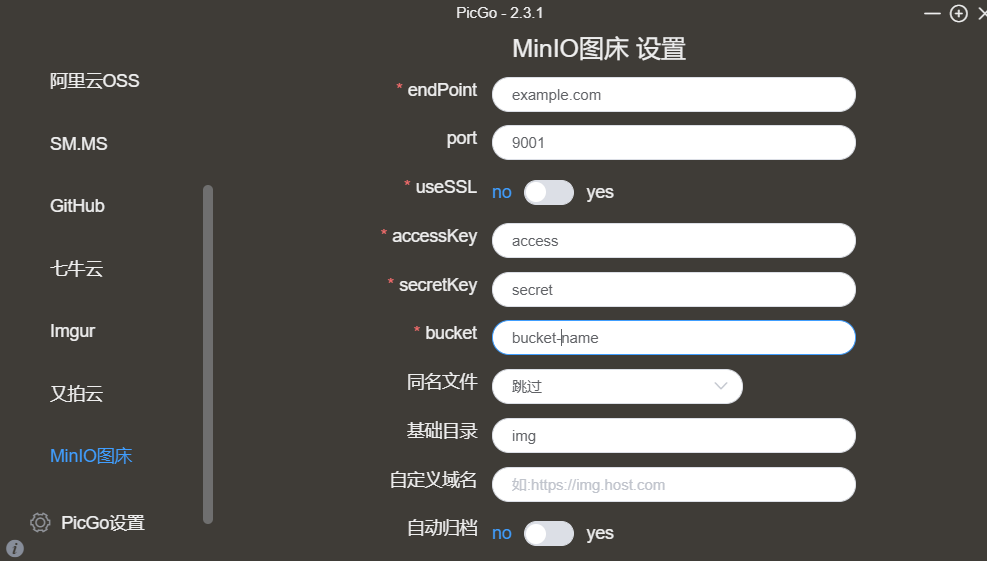 PicGo - 2.3.1
阿里云OSS
SM.MS
GitHub
七牛云
Imgur
又拍云
MinIO图床
PicGo设置
MinIO图床 设置
* endPoint example.com
port 9001
* useSSL no yes
* accessKey access
* secretKey secret
* bucket bucket-name
同名文件 跳过
基础目录 img
自定义域名 如:https://img.host.com
自动归档 no yes